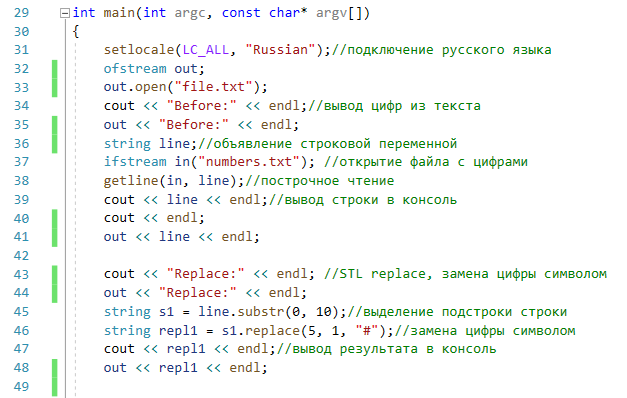 29 int main(int argc, const char* argv[])
30 {
31 setlocale(LC_ALL, "Russian");//подключение русского языка
32 ofstream out;
33 out.open("file.txt");
34 cout << "Before:" << endl;//вывод цифр из текста
35 out << "Before:" << endl;
36 string line;//объявление строковой переменной
37 ifstream in("numbers.txt"); //открытие файла с цифрами
38 getline(in, line);//построчное чтение
39 cout << line << endl;//вывод строки в консоль
40 cout << endl;
41 out << line << endl;
42
43 cout << "Replace:" << endl; //STL replace, замена цифры символом
44 out << "Replace:" << endl;
45 string s1 = line.substr(0, 10);//выделение подстроки строки
46 string repl1 = s1.replace(5, 1, "#");//замена цифры символом
47 cout << repl1 << endl;//вывод результата в консоль
48 out << repl1 << endl;
49